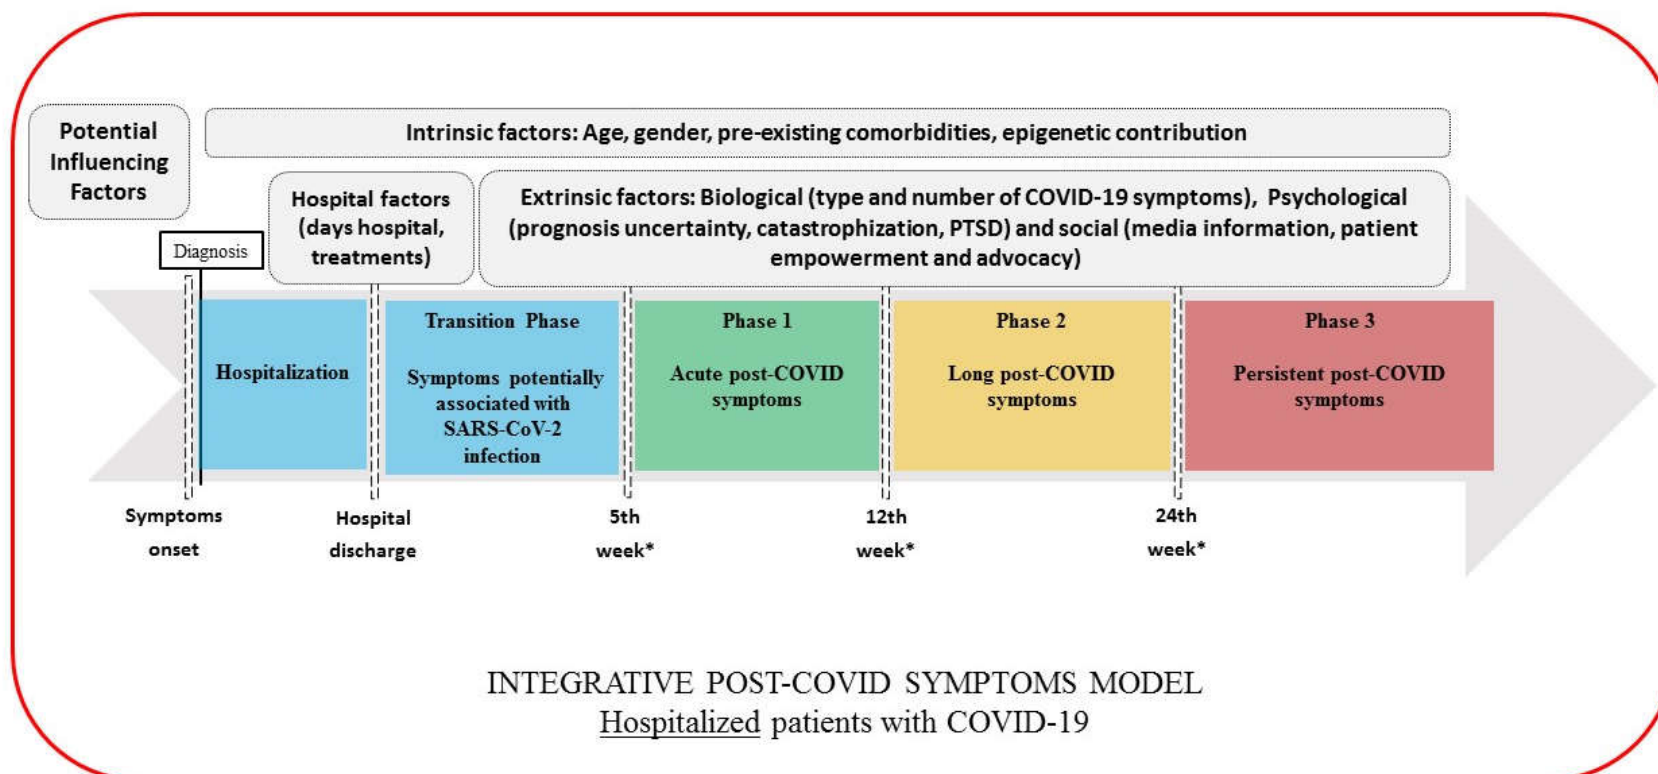 Potential
Influencing
Factors
Intrinsic factors: Age, gender, pre-existing comorbidities, epigenetic contribution
Hospital factors
(days hospital,
treatments)
Extrinsic factors: Biological (type and number of COVID-19 symptoms), Psychological
(prognosis uncertainty, catastrophization, PTSD) and social (media information, patient
empowerment and advocacy)
Diagnosis
Hospitalization
Transition Phase
Symptoms potentially
associated with
SARS-CoV-2
infection
Phase 1
Acute post-COVID
symptoms
Phase 2
Long post-COVID
symptoms
Phase 3
Persistent post-COVID
symptoms
Symptoms
onset
Hospital
discharge
5th
week*
12th
week*
24th
week*
INTEGRATIVE POST-COVID SYMPTOMS MODEL
Hospitalized patients with COVID-19